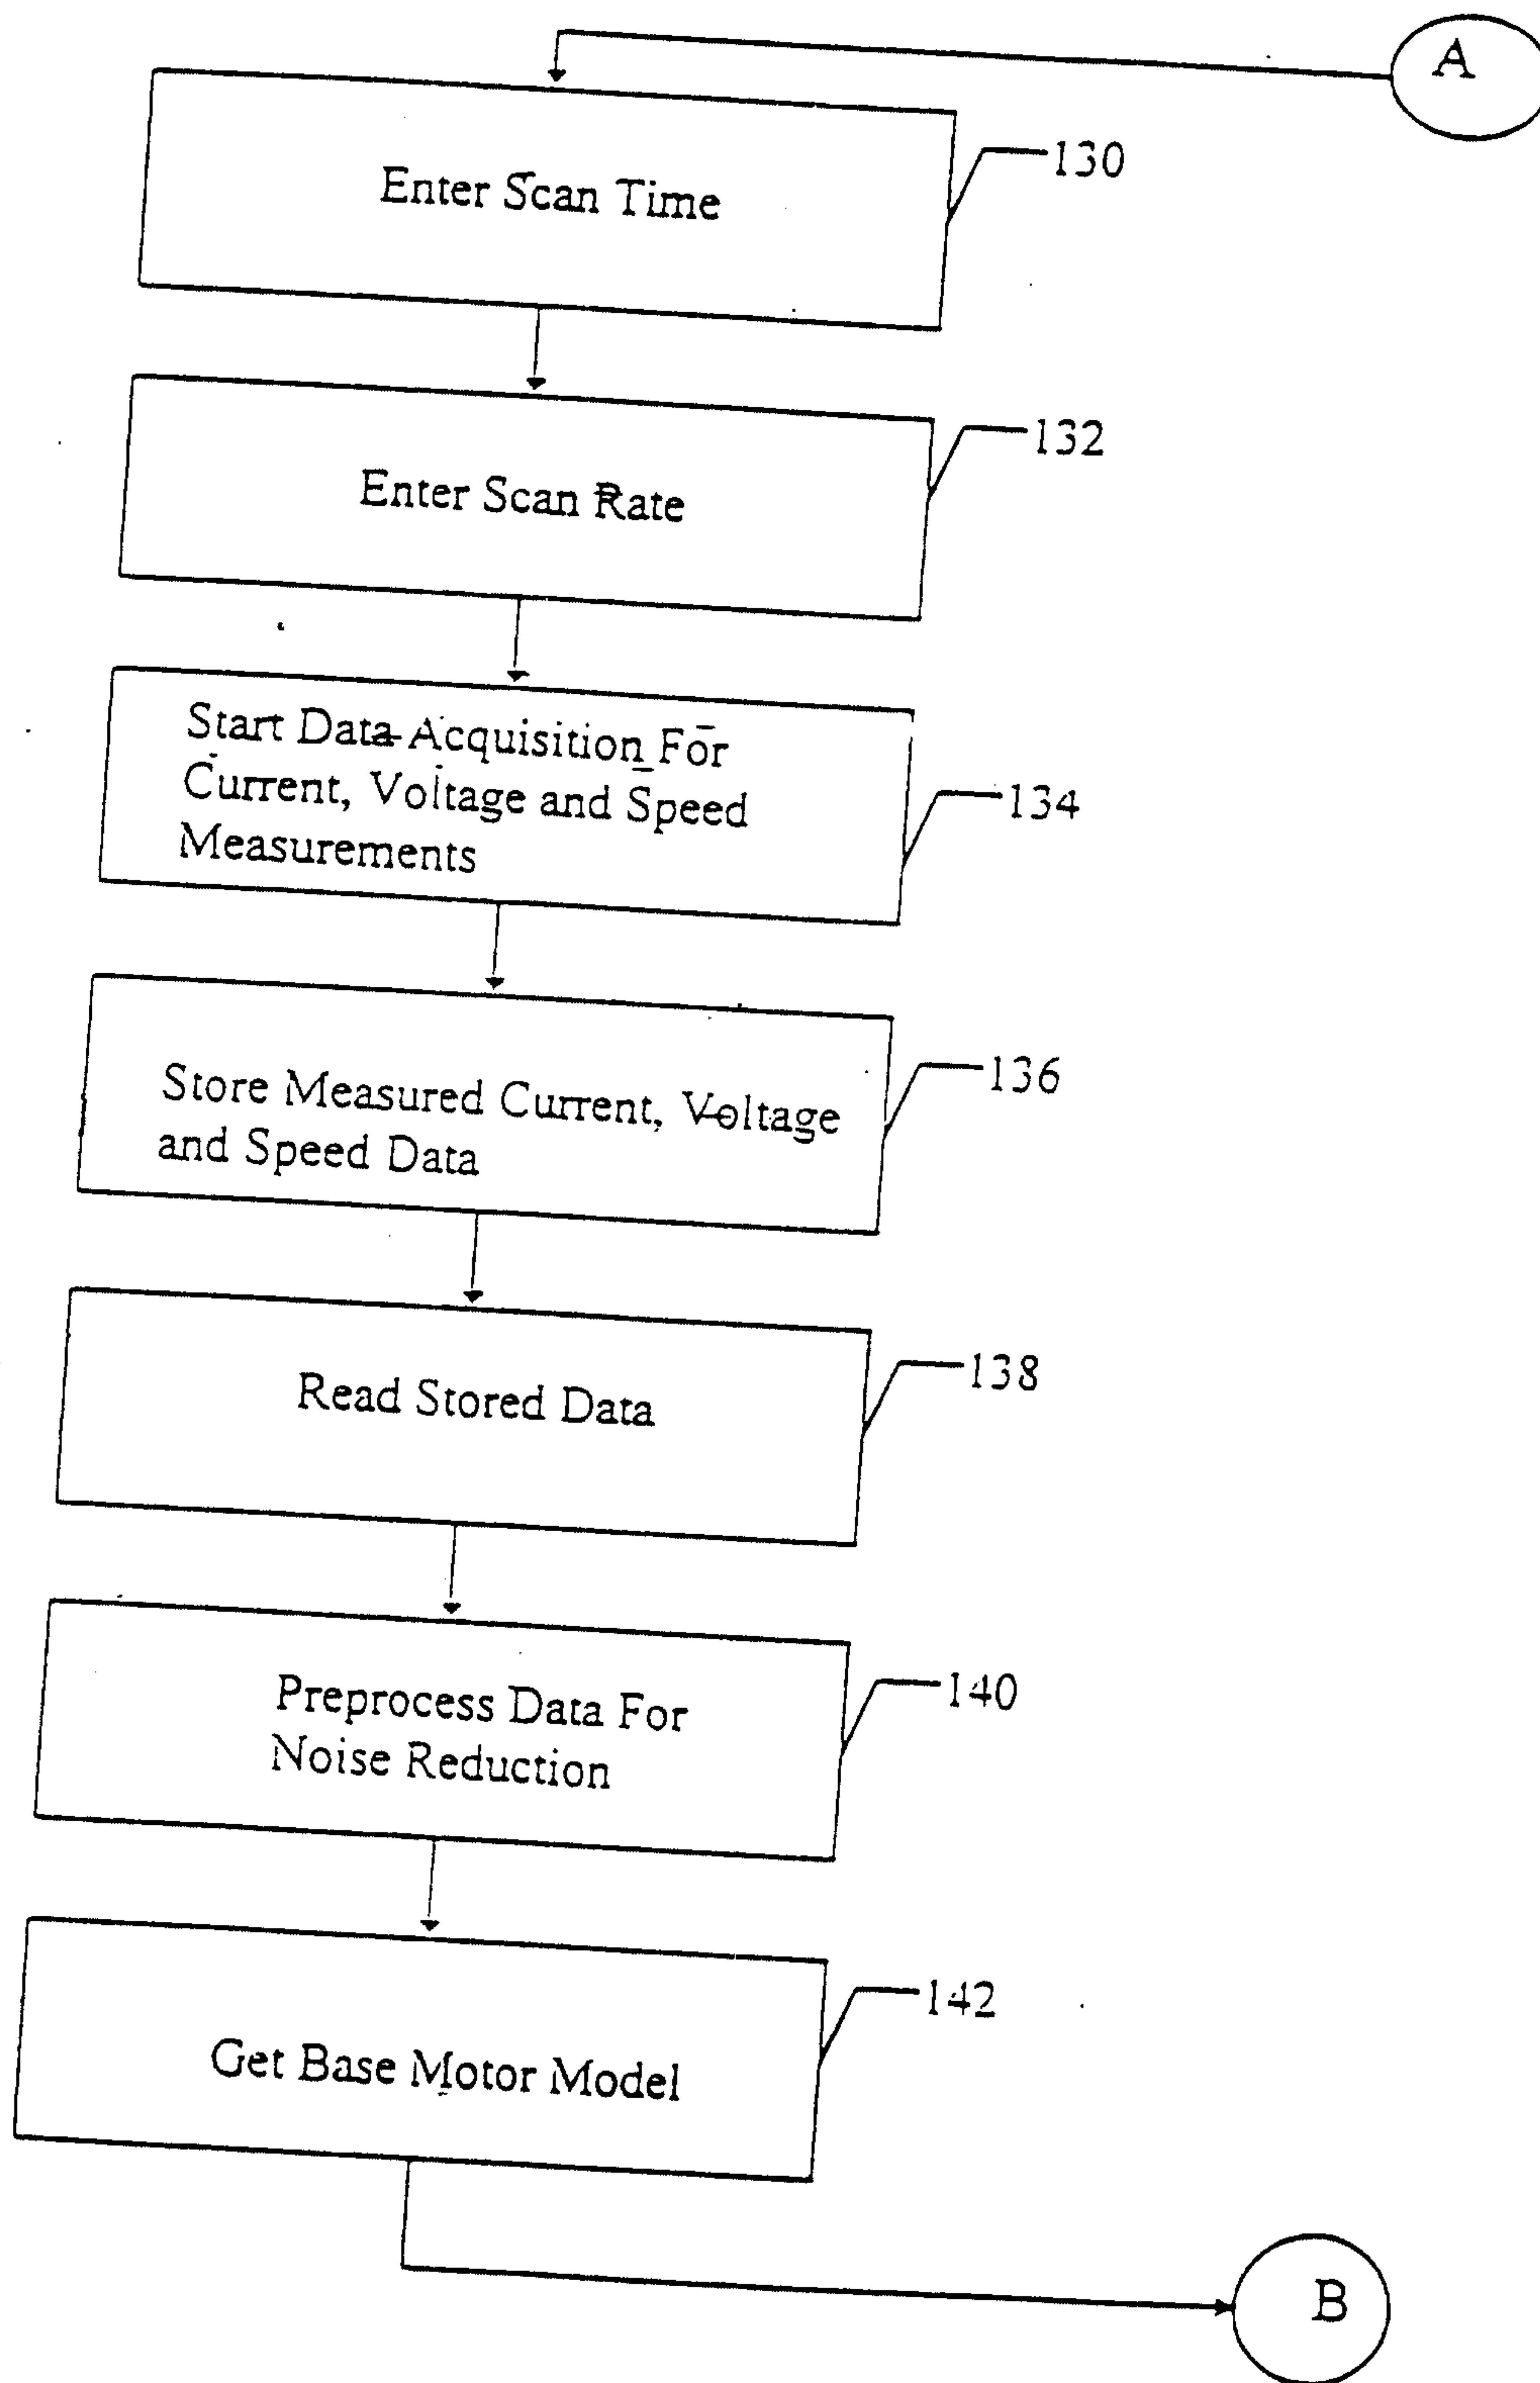 A
Enter Scan Time
130
Enter Scan Rate
132
Start Data Acquisition For
Current, Voltage and Speed
Measurements
134
Store Measured Current, Voltage
and Speed Data
136
Read Stored Data
138
Preprocess Data For
Noise Reduction
140
Get Base Motor Model
142
B